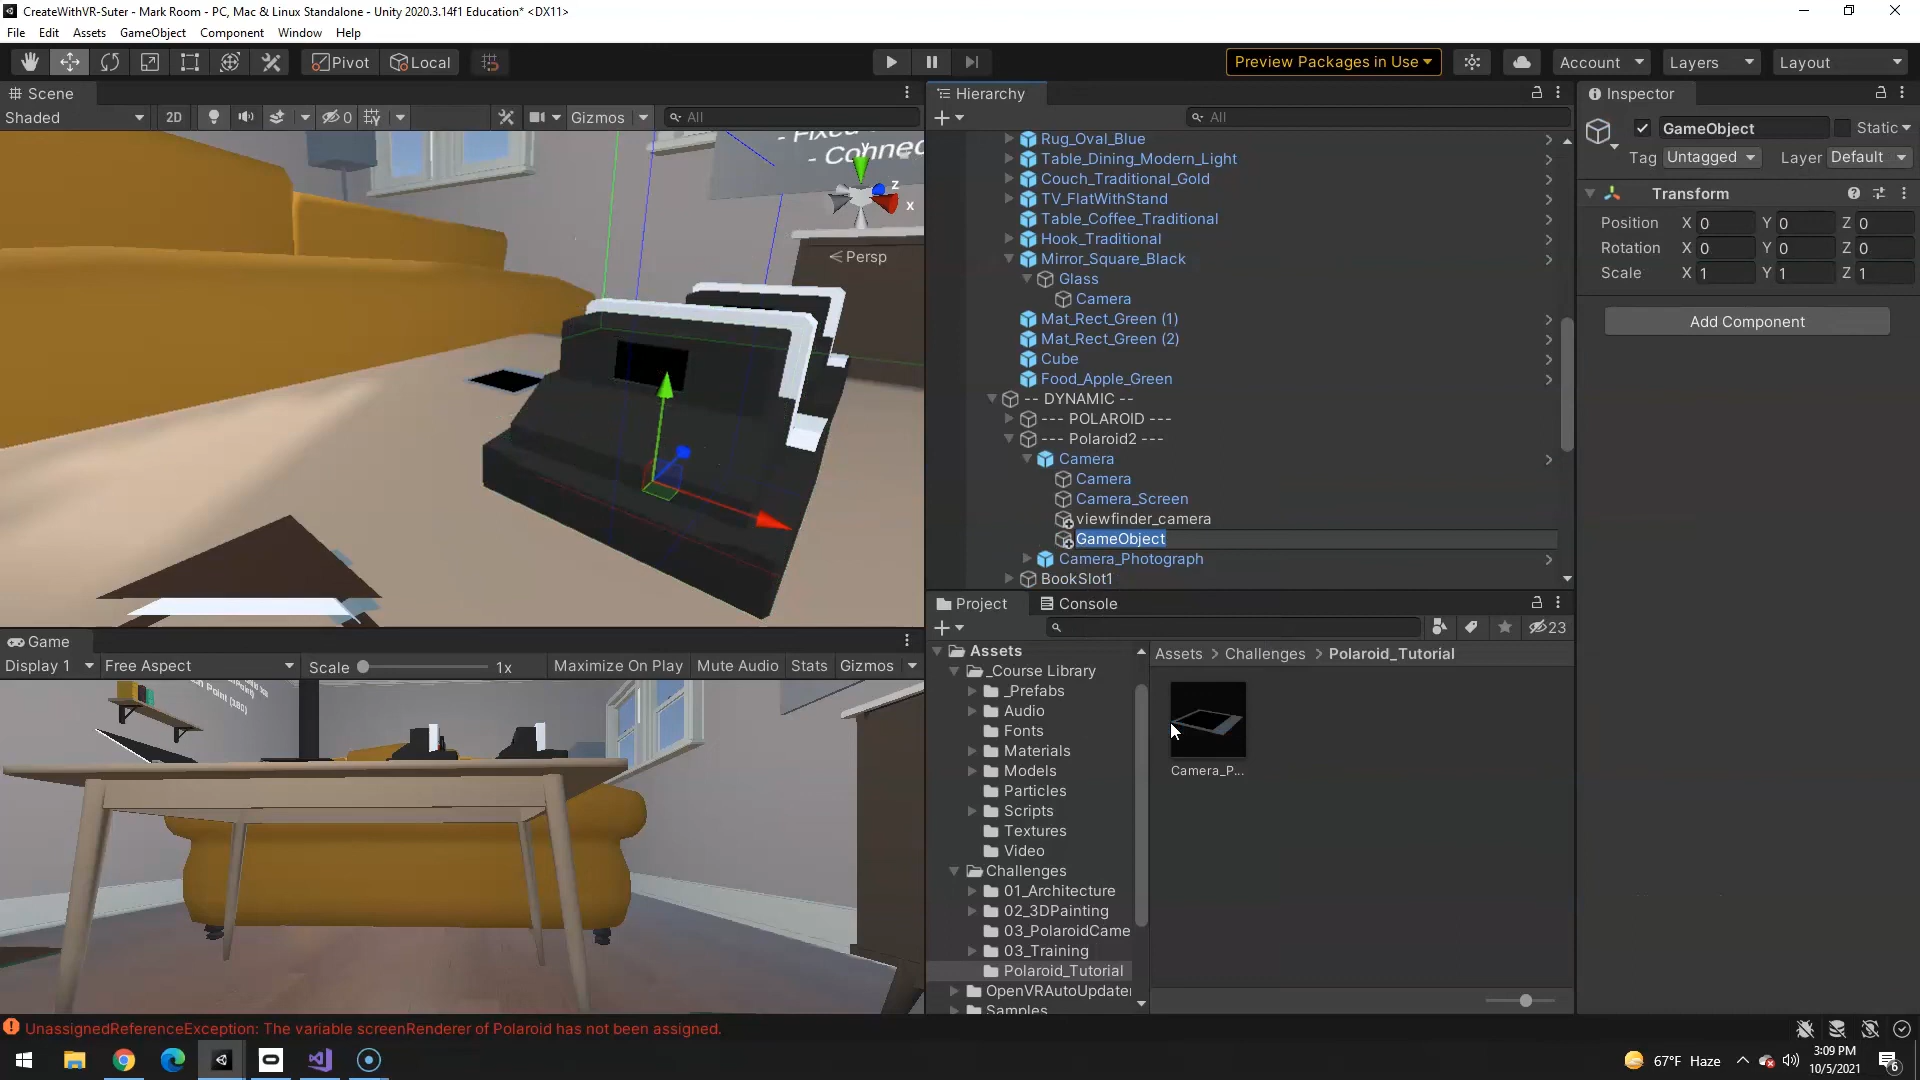 CreateWithVR-Suter - Mark Room - PC, Mac & Linux Standalone - Unity 2020.3.14f1 Education* <DX11>
File Edit Assets GameObject Component Window Help
Pivot Local Preview Packages in Use Account Layers Layout
Scene
Shaded 2D 0 Gizmos All
- Connec
Y
Z
X
Persp
Hierarchy
All
Rug_Oval_Blue
Table_Dining_Modern_Light
Couch_Traditional_Gold
TV_FlatWithStand
Table_Coffee_Traditional
Hook_Traditional
Mirror_Square_Black
Glass
Camera
Mat_Rect_Green (1)
Mat_Rect_Green (2)
Cube
Food_Apple_Green
-- DYNAMIC --
--- POLAROID ---
--- Polaroid2 ---
Camera
Camera
Camera_Screen
viewfinder_camera
GameObject
Camera_Photograph
BookSlot1
Inspector
GameObject Static
Tag Untagged Layer Default
Transform
Position X 0 Y 0 Z 0
Rotation X 0 Y 0 Z 0
Scale X 1 Y 1 Z 1
Add Component
Game
Display 1 Free Aspect Scale 1x Maximize On Play Mute Audio Stats Gizmos
Project Console
23
Assets
_Course Library
_Prefabs
Audio
Fonts
Materials
Models
Particles
Scripts
Textures
Video
Challenges
01_Architecture
02_3DPainting
03_PolaroidCame
03_Training
Polaroid_Tutorial
OpenVRAutoUpdater
Samples
Assets > Challenges > Polaroid_Tutorial
Camera_P...
UnassignedReferenceException: The variable screenRenderer of Polaroid has not been assigned.
67°F Haze
3:09 PM
10/5/2021
6